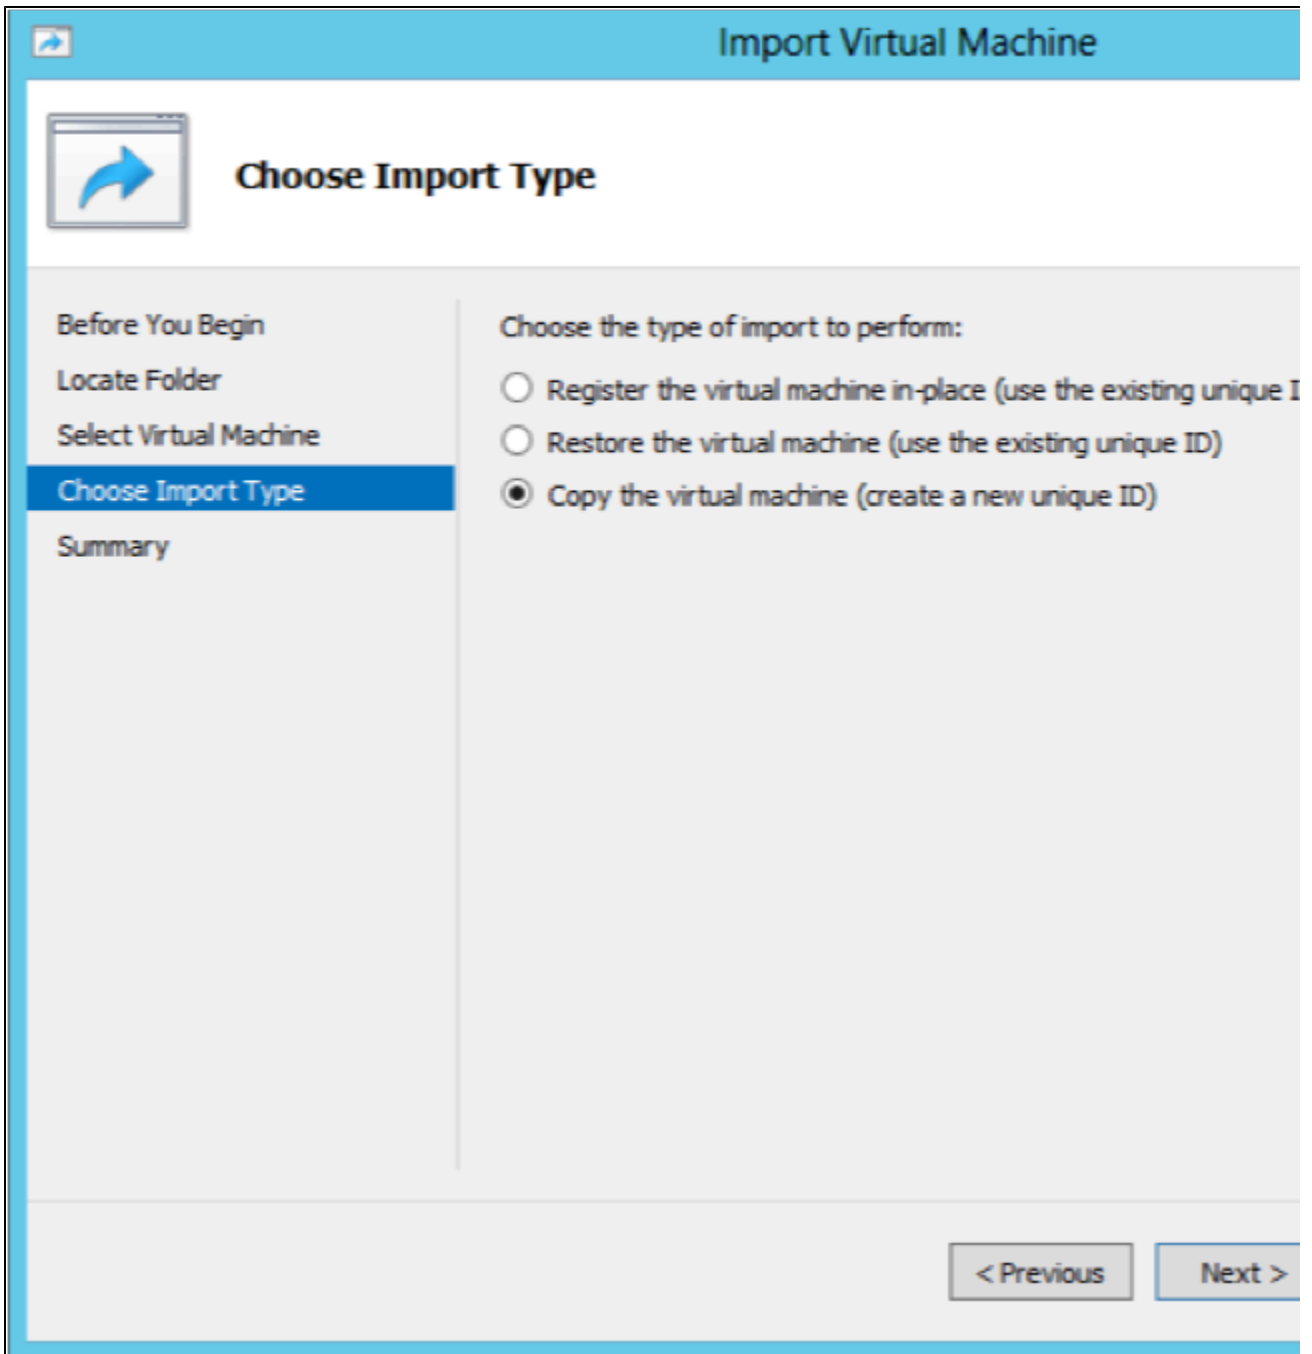 Import Virtual Machine
Choose Import Type
Before You Begin
Locate Folder
Select Virtual Machine
Choose Import Type
Summary
Choose the type of import to perform:
Register the virtual machine in-place (use the existing unique I
Restore the virtual machine (use the existing unique ID)
Copy the virtual machine (create a new unique ID)
< Previous
Next >